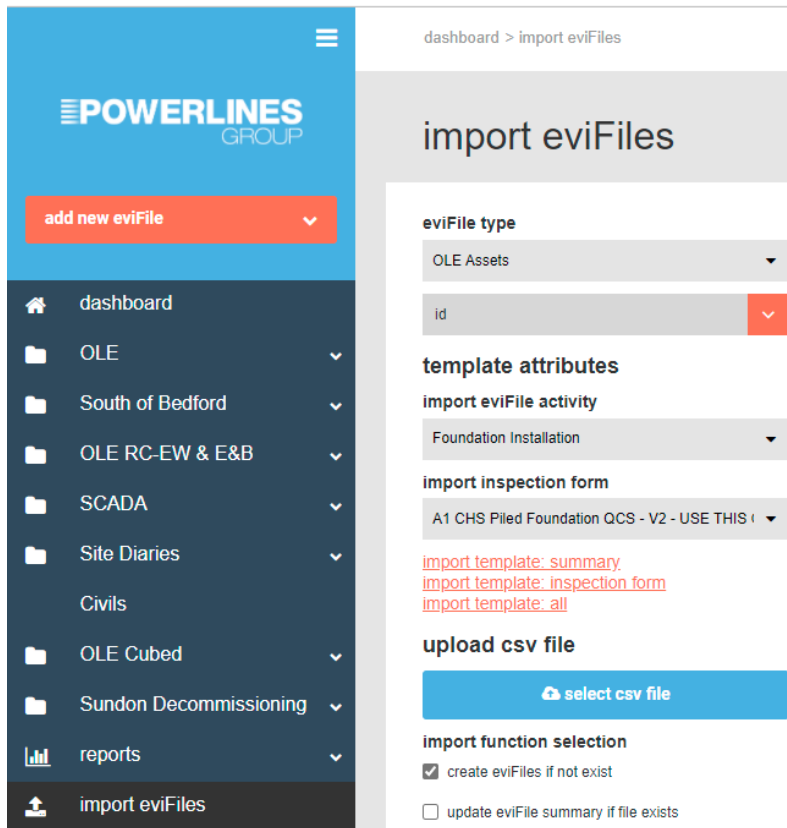 POWERLINES
GROUP
add new eviFile
dashboard
OLE
South of Bedford
OLE RC-EW & E&B
SCADA
Site Diaries
Civils
OLE Cubed
Sundon Decommissioning
reports
import eviFiles
dashboard > import eviFiles
import eviFiles
eviFile type
OLE Assets
id
template attributes
import eviFile activity
Foundation Installation
import inspection form
A1 CHS Piled Foundation QCS - V2 - USE THIS
import template: summary
import template: inspection form
import template: all
upload csv file
select csv file
import function selection
create eviFiles if not exist
update eviFile summary if file exists